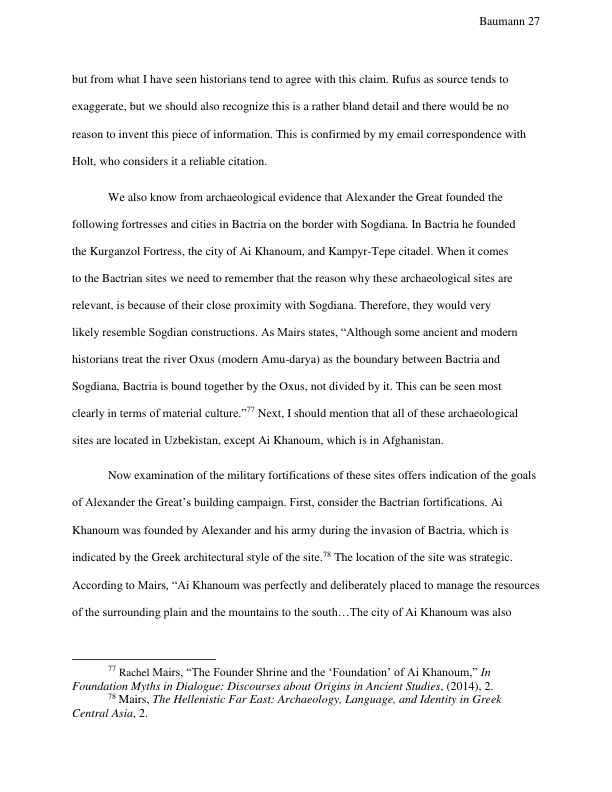 Baumann 27
but from what I have seen historians tend to agree with this claim. Rufus as source tends to
exaggerate, but we should also recognize this is a rather bland detail and there would be no
reason to invent this piece of information. This is confirmed by my email correspondence with
Holt, who considers it a reliable citation.
We also know from archaeological evidence that Alexander the Great founded the
following fortresses and cities in Bactria on the border with Sogdiana. In Bactria he founded
the Kurganzol Fortress, the city of Ai Khanoum, and Kampyr-Tepe citadel. When it comes
to the Bactrian sites we need to remember that the reason why these archaeological sites are
relevant, is because of their close proximity with Sogdiana. Therefore, they would very
likely resemble Sogdian constructions. As Mairs states, “Although some ancient and modern
historians treat the river Oxus (modern Amu-darya) as the boundary between Bactria and
Sogdiana, Bactria is bound together by the Oxus, not divided by it. This can be seen most
clearly in terms of material culture.”77 Next, I should mention that all of these archaeological
sites are located in Uzbekistan, except Ai Khanoum, which is in Afghanistan.
Now examination of the military fortifications of these sites offers indication of the goals
of Alexander the Great’s building campaign. First, consider the Bactrian fortifications. Ai
Khanoum was founded by Alexander and his army during the invasion of Bactria, which is
indicated by the Greek architectural style of the site.78 The location of the site was strategic.
According to Mairs, “Ai Khanoum was perfectly and deliberately placed to manage the resources
of the surrounding plain and the mountains to the south…The city of Ai Khanoum was also
77 Rachel Mairs, “The Founder Shrine and the ‘Foundation’ of Ai Khanoum,” In
Foundation Myths in Dialogue: Discourses about Origins in Ancient Studies, (2014), 2.
78 Mairs, The Hellenistic Far East: Archaeology, Language, and Identity in Greek
Central Asia, 2.